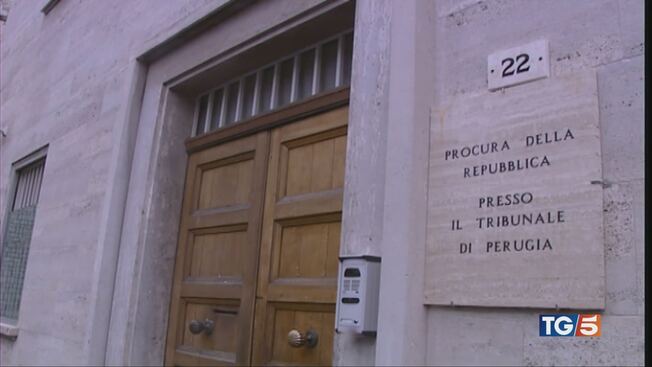 22
PROCURA DELLA
REPUBBLICA
PRESSO
IL TRIBUNALE
DI PERUGIA
TG5